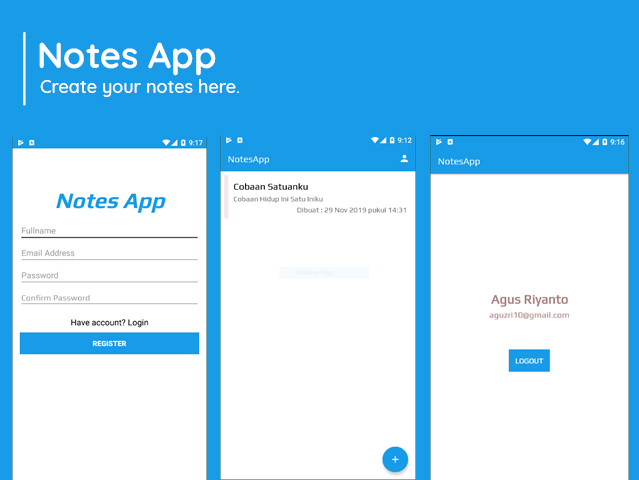 Notes App
Create your notes here.
9:17
Notes App
Fullname
Email Address
Password
Confirm Password
Have account? Login
REGISTER
9:12
NotesApp
Cobaan Satuanku
Cobaan Hidup Ini Satu Iniku
Dibuat : 29 Nov 2019 pukul 14:31
+
9:16
NotesApp
Agus Riyanto
aguzri10@gmail.com
LOGOUT